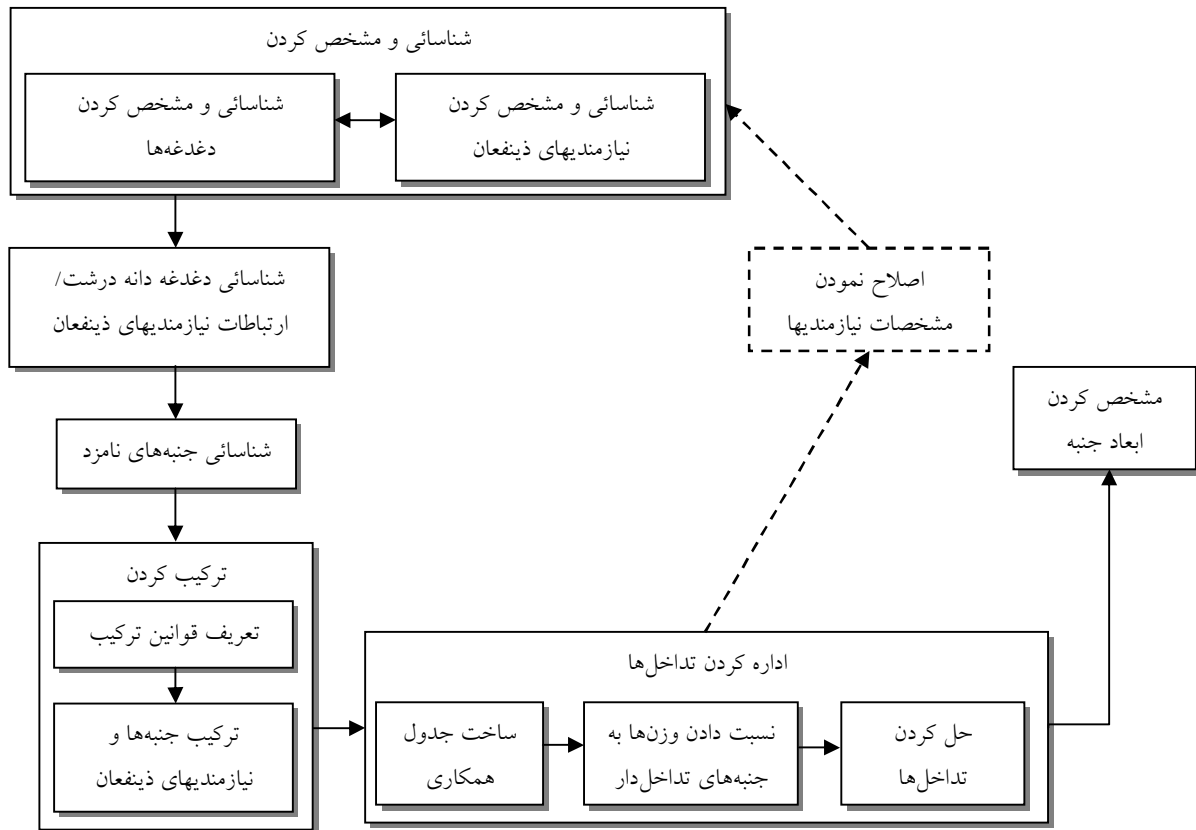 شناسائی و مشخص کردن
شناسائی و مشخص کردن
نیازمندیهای ذینفعان
شناسائی و مشخص کردن
دغدغه‌ها
شناسائی دغدغه دانه درشت/
ارتباطات نیازمندیهای ذینفعان
اصلاح نمودن
مشخصات نیازمندیها
شناسائی جنبه‌های نامزد
مشخص کردن
ابعاد جنبه
ترکیب کردن
تعریف قوانین ترکیب
ترکیب جنبه‌ها و
نیازمندیهای ذینفعان
اداره کردن تداخل‌ها
ساخت جدول
همکاری
نسبت دادن وزن‌ها به
جنبه‌های تداخل‌دار
حل کردن
تداخل‌ها